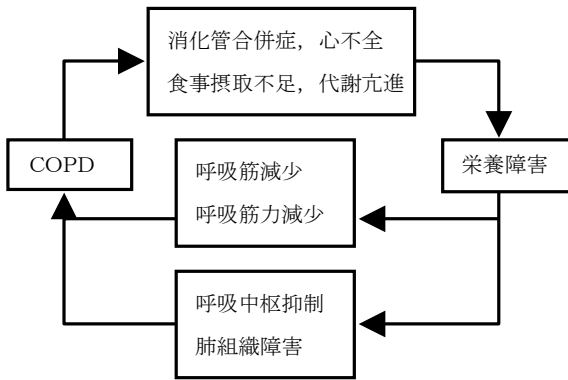 消化管合併症，心不全
食事摂取不足，代謝亢進
COPD
呼吸筋減少
呼吸筋力減少
栄養障害
呼吸中枢抑制
肺組織障害